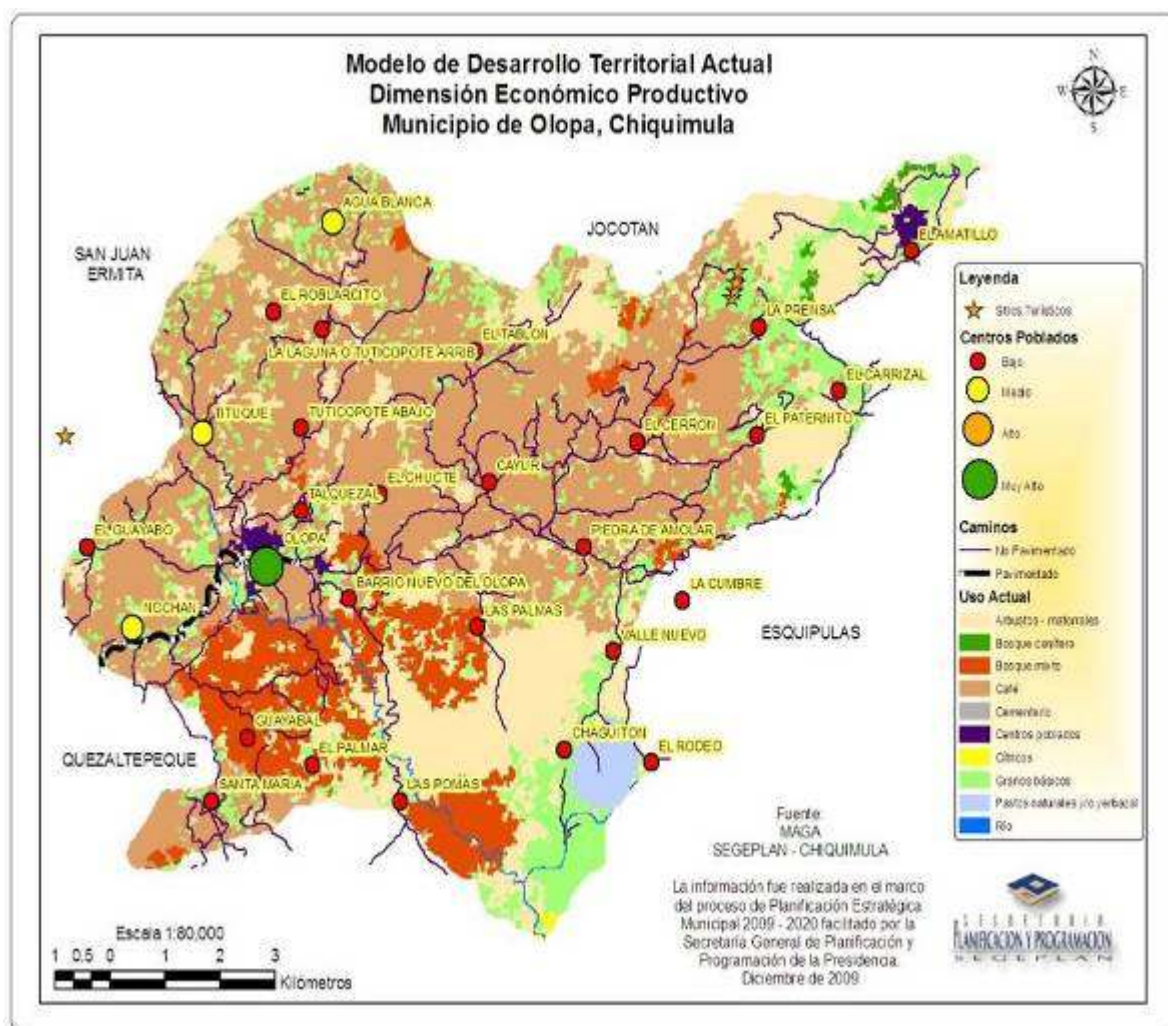 Modelo de Desarrollo Territorial Actual
Dimensión Económico Productivo
Municipio de Olopa, Chiquimula
N
W E
S
AGUA BLANCA
JOCOTAN
SAN JUAN
ERMITA
EL AMATILLO
EL ROBLARCITO
LA PRENSA
EL TABLON
LA LAGUNA O TUTICOPOTE ARRIB
EL CARRIZAL
TITUQUE
TUTICOPOTE ABAJO
EL CERRON
EL PATERNITO
CAYUR
EL CHUCTE
TALQUEZAL
EL GUAYABO
OLOPA
PIEDRA DE AMOLAR
BARRIO NUEVO DEL OLOPA
LA CUMBRE
NOCHAN
LAS PALMAS
ESQUIPULAS
VALLE NUEVO
GUAYABAL
CHAGUITON
EL RODEO
QUEZALTEPEQUE
EL PALMAR
SANTA MARIA
LAS POMAS
Leyenda
Sitios Turísticos
Centros Poblados
Bajo
Medio
Alto
Muy Alto
Caminos
No Pavimentado
Pavimentado
Uso Actual
Arbustos - matorrales
Bosque conífera
Bosque mixto
Café
Cementerio
Centros poblados
Cítricos
Granos básicos
Pastos naturales y/o yerbazal
Río
Fuente:
MAGA
SEGEPLAN - CHIQUIMULA
La información fue realizada en el marco
del proceso de Planificación Estratégica
Municipal 2009 - 2020 facilitado por la
Secretaría General de Planificación y
Programación de la Presidencia.
Diciembre de 2009
SECRETARIA
PLANIFICACION Y PROGRAMACION
SEGEPLAN
Escala 1:80,000
1 0.5 0 1 2 3
Kilómetros